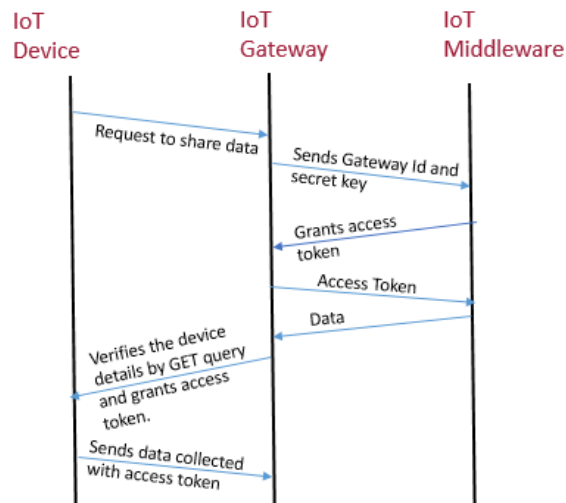 IoT
Device
IoT
Gateway
IoT
Middleware
Request to share data
Sends Gateway Id and
secret key
Grants access
token
Access Token
Data
Verifies the device
details by GET query
and grants access
token.
Sends data collected
with access token